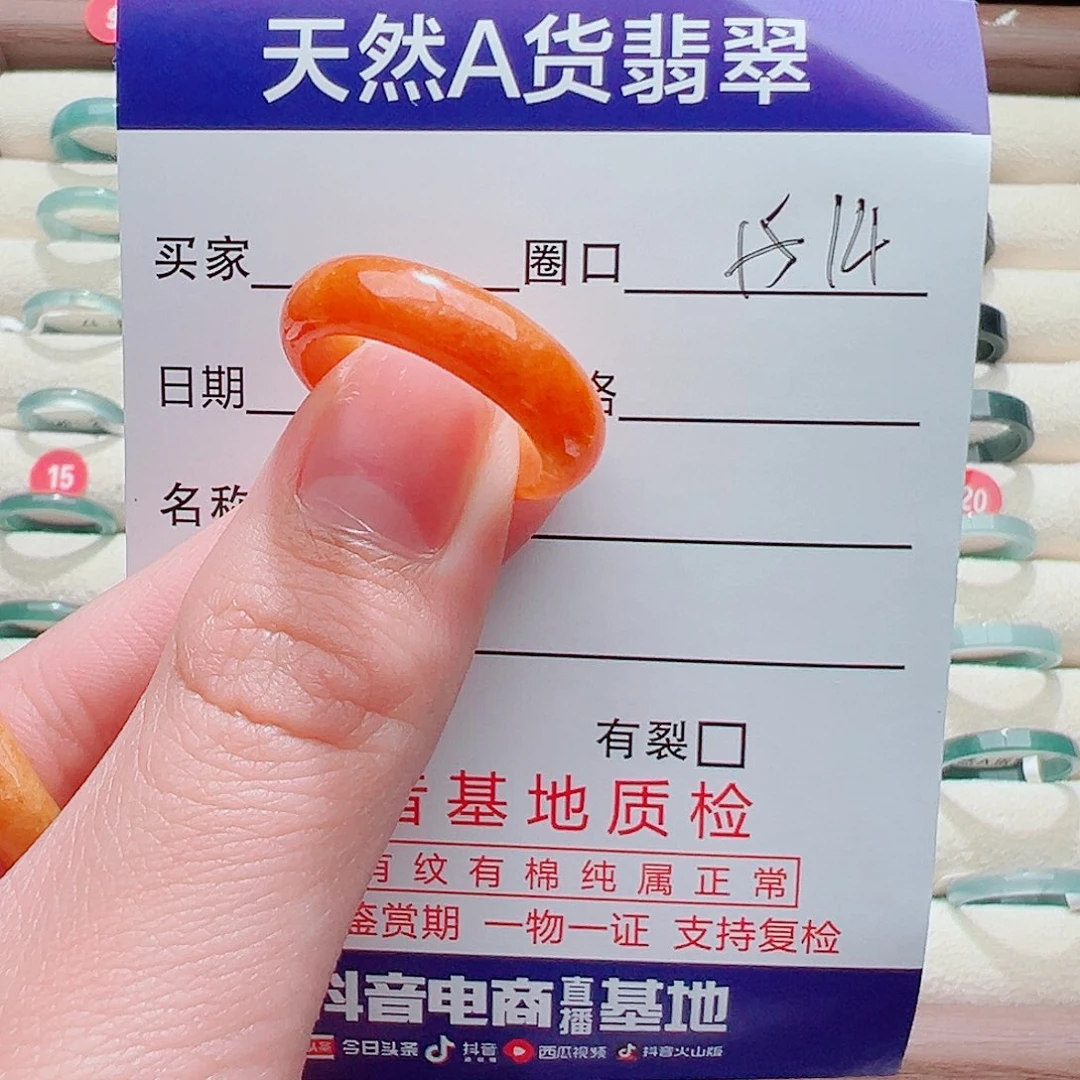 天然A货翡翠
买家 圈口 14
日期 格
名称
有裂
音基地质检
有纹有棉纯属正常
鉴赏期 一物一证 支持复检
抖音电商直播基地
今日头条 抖音 西瓜视频 抖音火山版
15
20